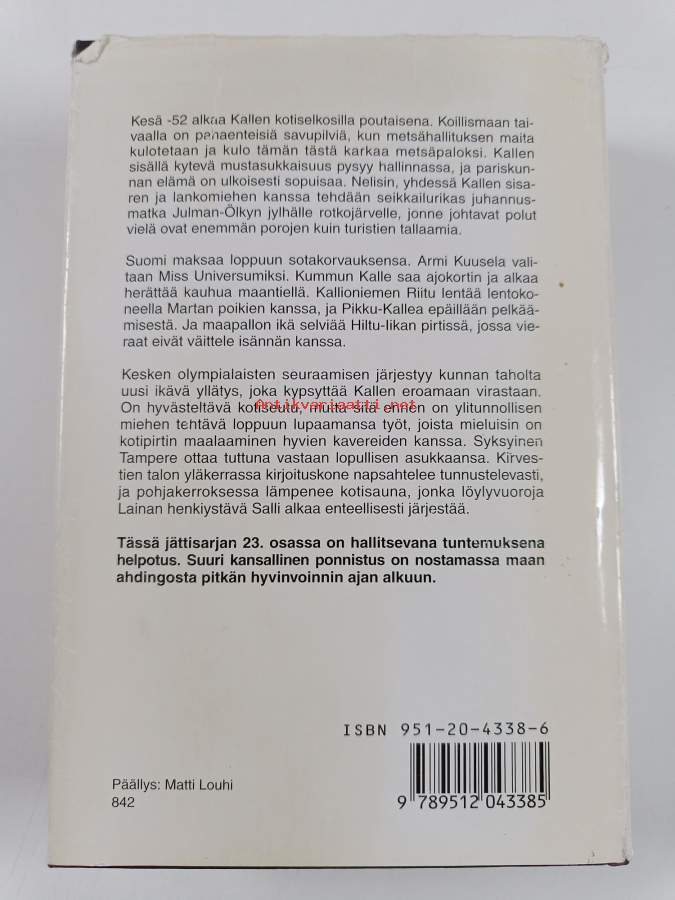 Kesä -52 alkaa Kallen kotiselkosilla poutaisena. Koillismaan tai-
vaalla on pahaenteisiä savupilviä, kun metsähallituksen maita
kulotetaan ja kulo tämän tästä karkaa metsäpaloksi. Kallen
sisällä kytevä mustasukkaisuus pysyy hallinnassa, ja pariskun-
nan elämä on ulkoisesti sopuisaa. Nelisin, yhdessä Kallen sisa-
ren ja lankomiehen kanssa tehdään seikkailurikas juhannus-
matka Julman-Ölkyn jylhälle rotkojärvelle, jonne johtavat polut
vielä ovat enemmän porojen kuin turistien tallaamia.
Suomi maksaa loppuun sotakorvauksensa. Armi Kuusela vali-
taan Miss Universumiksi. Kummun Kalle saa ajokortin ja alkaa
herättää kauhua maantiellä. Kallioniemen Riitu lentää lentoko-
neella Martan poikien kanssa, ja Pikku-Kallea epäillään pelkää-
misestä. Ja maapallon ikä selviää Hiltu-Iikan pirtissä, jossa vie-
raat eivät väittele isännän kanssa.
Kesken olympialaisten seuraamisen järjestyy kunnan taholta
uusi ikävä yllätys, joka kypsyttää Kallen eroamaan virastaan.
On hyvästeltävä kotiseutu, mutta sitä ennen on ylitunnollisen
miehen tehtävä loppuun lupaamansa työt, joista mieluisin on
kotipirtin maalaaminen hyvien kavereiden kanssa. Syksyinen
Tampere ottaa tuttuna vastaan lopullisen asukkaansa. Kirves-
tien talon yläkerrassa kirjoituskone napsahtelee tunnustelevasti,
ja pohjakerroksessa lämpenee kotisauna, jonka löylyvuoroja
Lainan henkiystävä Salli alkaa enteellisesti järjestää.
Tässä jättisarjan 23. osassa on hallitsevana tuntemuksena
helpotus. Suuri kansallinen ponnistus on nostamassa maan
ahdingosta pitkän hyvinvoinnin ajan alkuun.
Antikvariaatti.net
ISBN 951-20-4338-6
9 789512 043385
Päällys: Matti Louhi
842